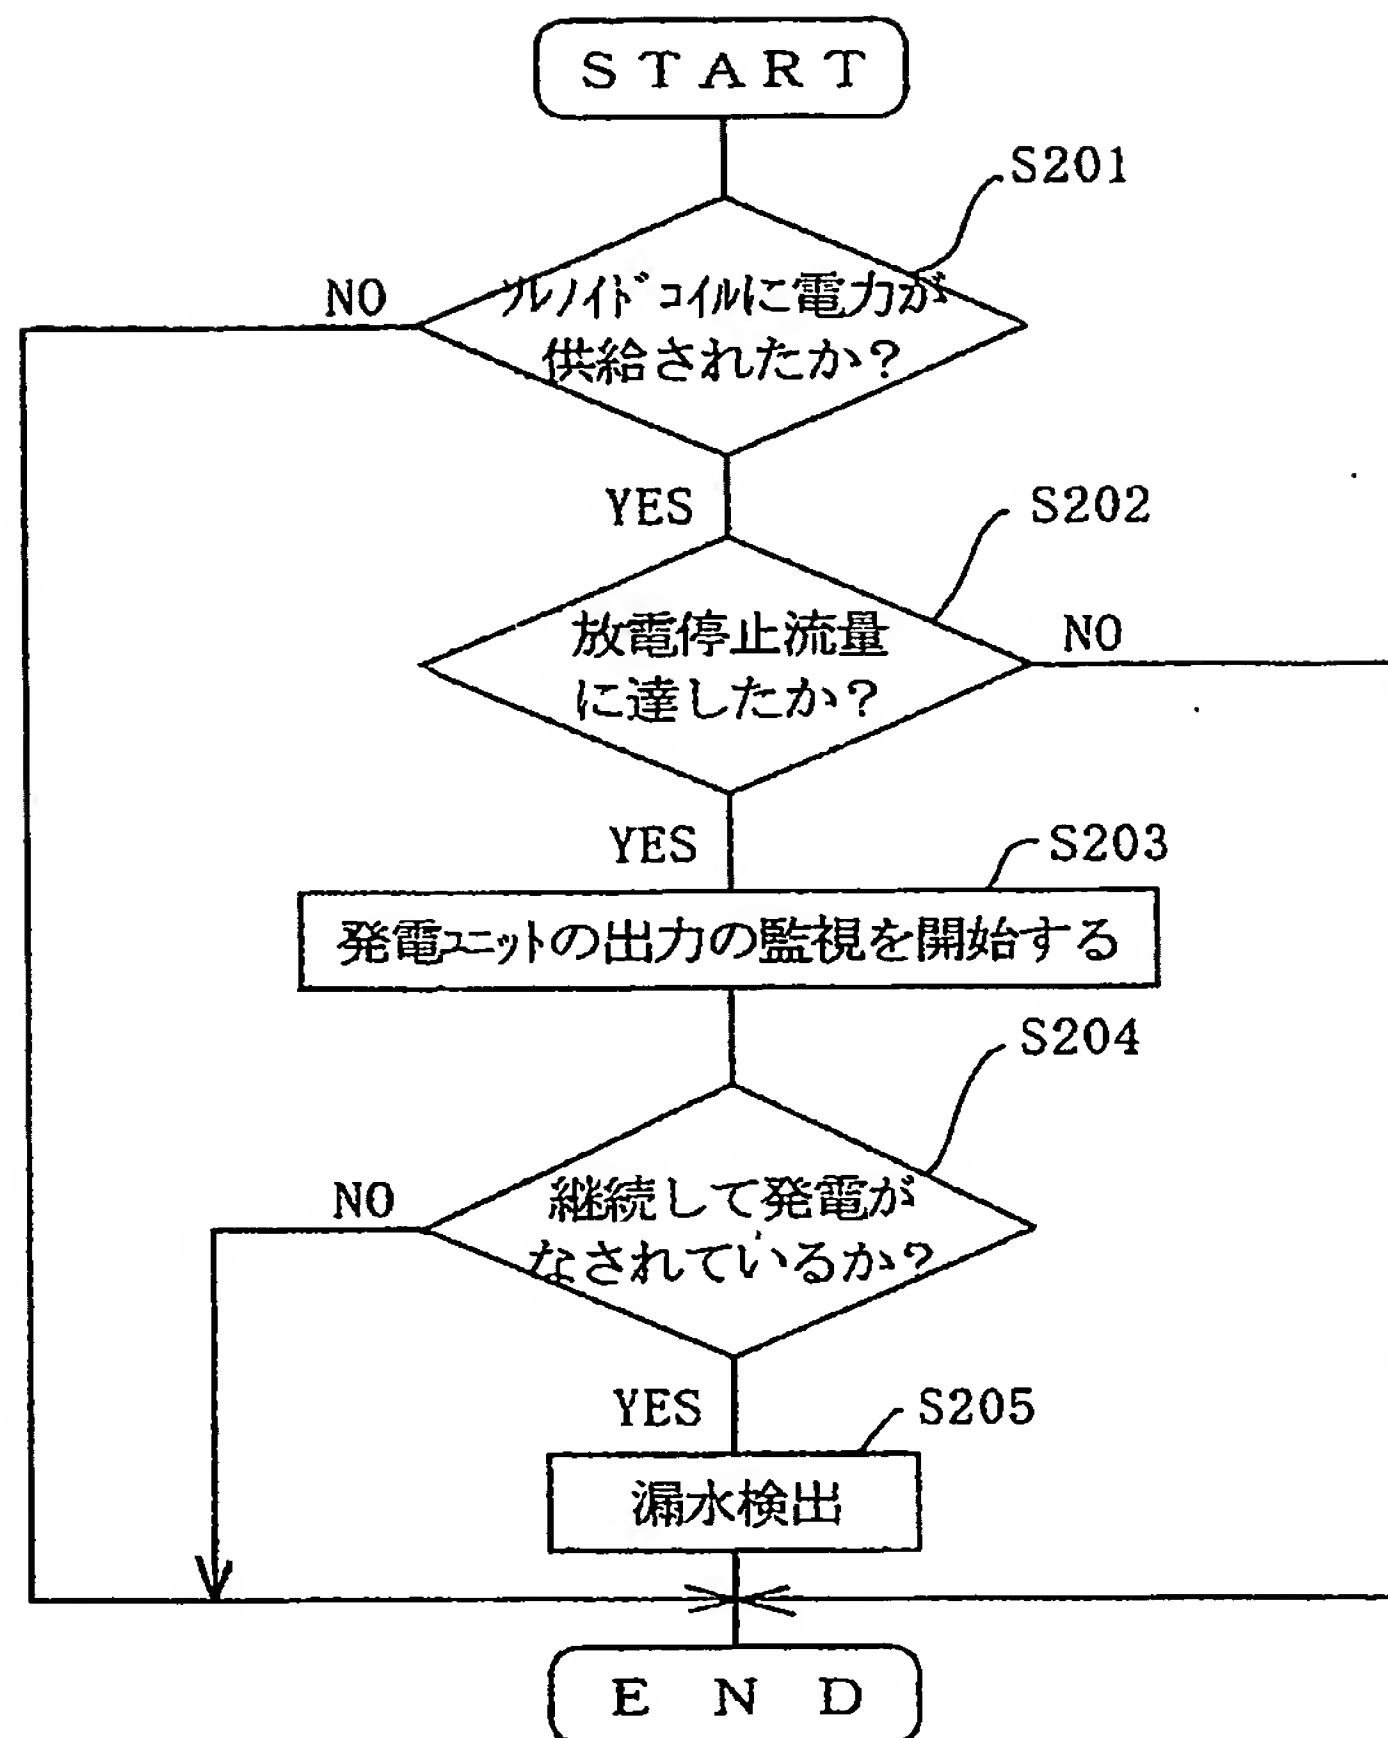 START
S201
NO
ソレノイドコイルに電力が
供給されたか?
YES
S202
放電停止流量
に達したか?
NO
YES
S203
発電ユニットの出力の監視を開始する
S204
NO
継続して発電が
なされているか?
YES
S205
漏水検出
END